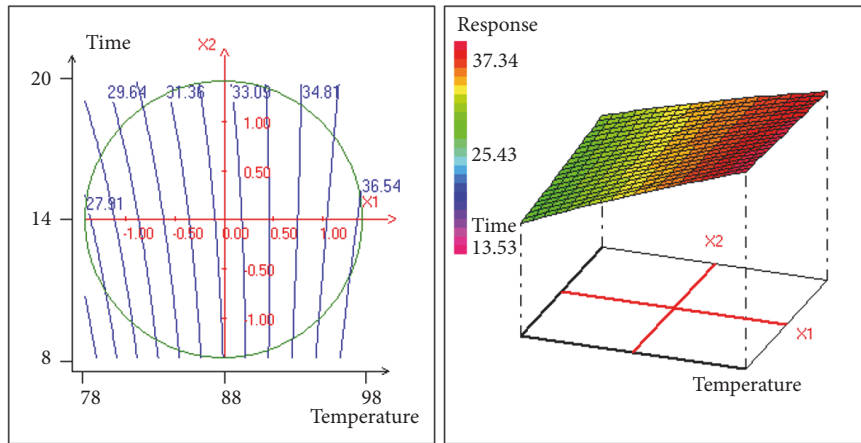 Time
X2
20
29.64 31.36 33.09 34.81
1.00
0.50
36.54
27.91
X1
14
-1.00 -0.50 0.00 0.50 1.00
-0.50
-1.00
8
78 88 98
Temperature
Response
37.34
25.43
Time
13.53
X2
X1
Temperature